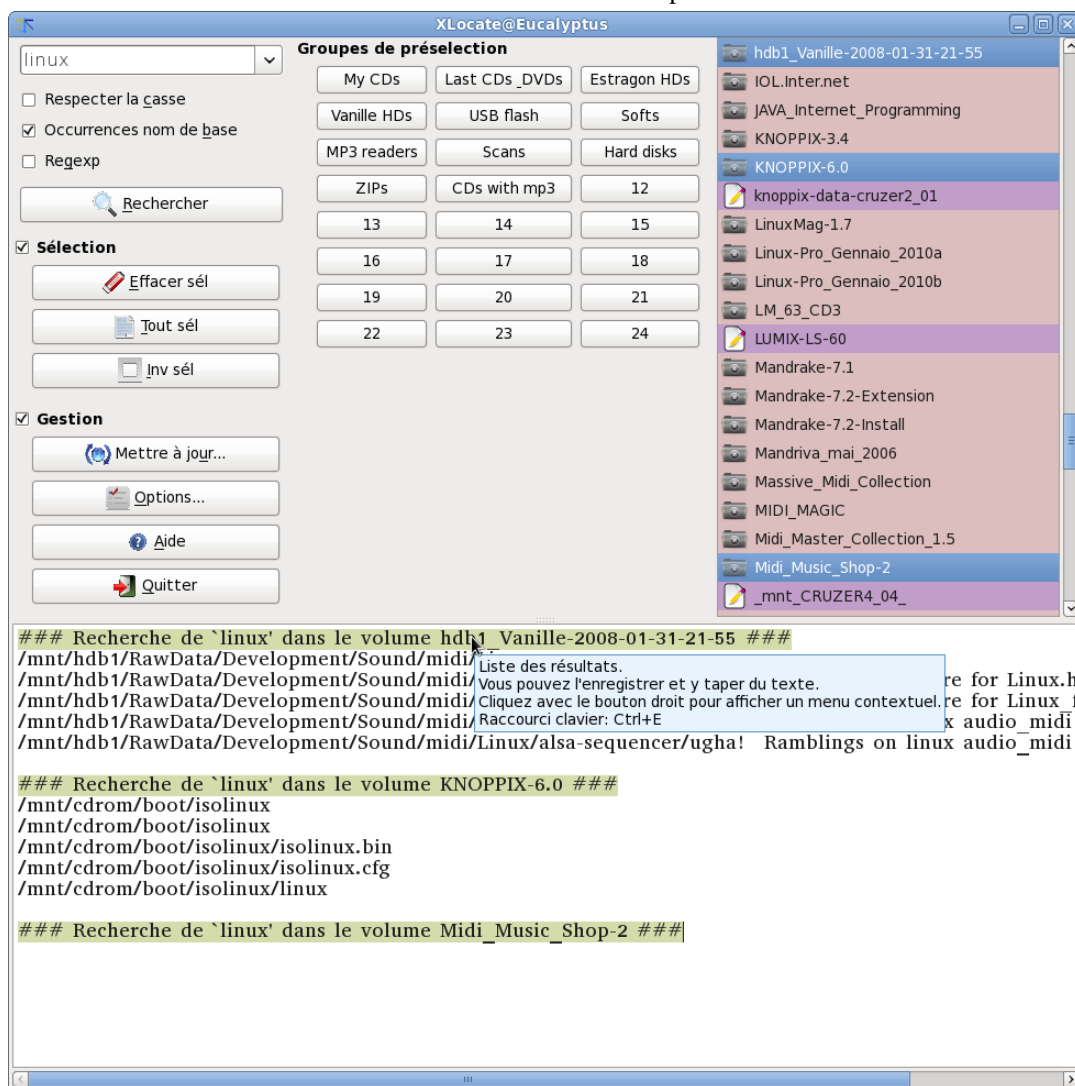 XLocate@Eucalyptus
linux
Respecter la casse
Occurrences nom de base
Regexp
Rechercher
Sélection
Effacer sél
Tout sél
Inv sél
Gestion
Mettre à jour...
Options...
Aide
Quitter
Groupes de préselection
My CDs
Last CDs_DVDs
Estragon HDs
Vanille HDs
USB flash
Softs
MP3 readers
Scans
Hard disks
ZIPs
CDs with mp3
12
13
14
15
16
17
18
19
20
21
22
23
24
hdb1_Vanille-2008-01-31-21-55
IOL.Inter.net
JAVA_Internet_Programming
KNOPPIX-3.4
KNOPPIX-6.0
knoppix-data-cruzer2_01
LinuxMag-1.7
Linux-Pro_Gennaio_2010a
Linux-Pro_Gennaio_2010b
LM_63_CD3
LUMIX-LS-60
Mandrake-7.1
Mandrake-7.2-Extension
Mandrake-7.2-Install
Mandriva_mai_2006
Massive_Midi_Collection
MIDI_MAGIC
Midi_Master_Collection_1.5
Midi_Music_Shop-2
_mnt_CRUZER4_04_
### Recherche de `linux' dans le volume hdb1_Vanille-2008-01-31-21-55 ###
/mnt/hdb1/RawData/Development/Sound/midi/
/mnt/hdb1/RawData/Development/Sound/midi/ re for Linux.h
/mnt/hdb1/RawData/Development/Sound/midi/ re for Linux_f
/mnt/hdb1/RawData/Development/Sound/midi/ x audio_midi
/mnt/hdb1/RawData/Development/Sound/midi/Linux/alsa-sequencer/ugha! Ramblings on linux audio_midi
Liste des résultats.
Vous pouvez l'enregistrer et y taper du texte.
Cliquez avec le bouton droit pour afficher un menu contextuel.
Raccourci clavier: Ctrl+E
### Recherche de `linux' dans le volume KNOPPIX-6.0 ###
/mnt/cdrom/boot/isolinux
/mnt/cdrom/boot/isolinux
/mnt/cdrom/boot/isolinux/isolinux.bin
/mnt/cdrom/boot/isolinux/isolinux.cfg
/mnt/cdrom/boot/isolinux/linux
### Recherche de `linux' dans le volume Midi_Music_Shop-2 ###